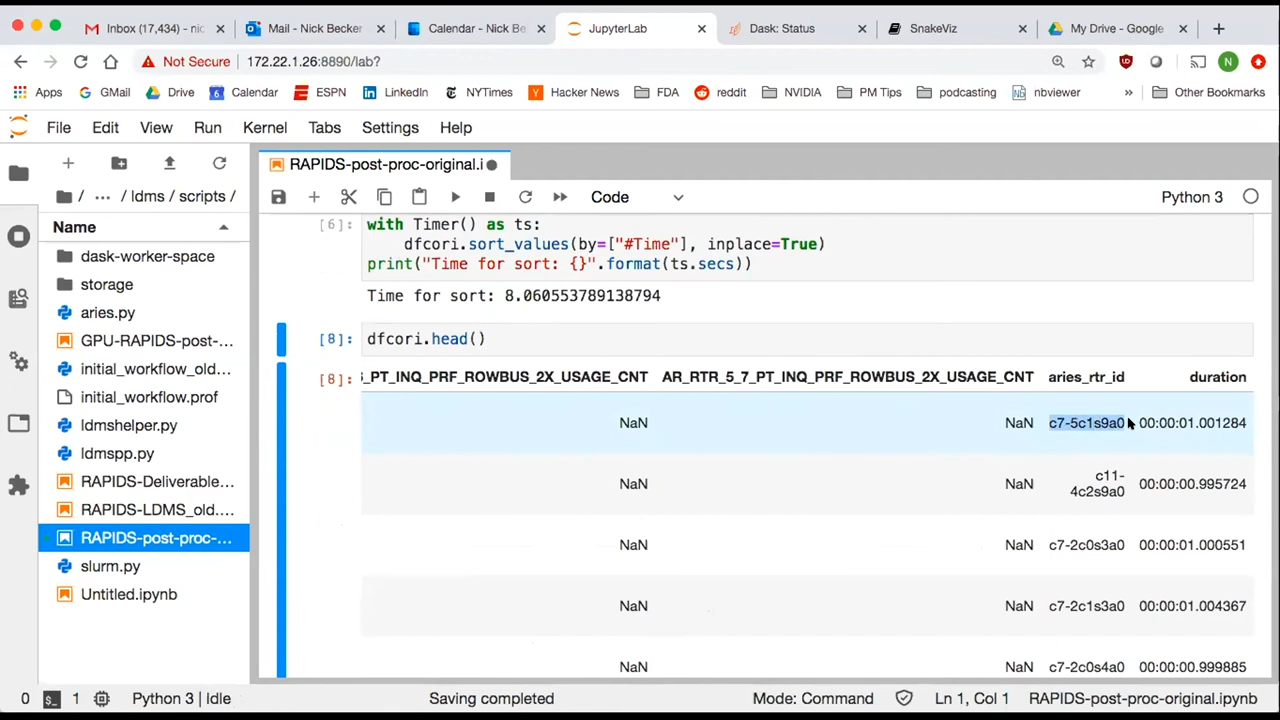 Inbox (17,434) - nic
Mail - Nick Becker
Calendar - Nick Be
JupyterLab
Dask: Status
SnakeViz
My Drive - Google
Not Secure
172.22.1.26:8890/lab?
N
Apps
GMail
Drive
6
Calendar
ESPN
LinkedIn
NYTimes
Hacker News
FDA
reddit
NVIDIA
PM Tips
podcasting
nbviewer
»
Other Bookmarks
File
Edit
View
Run
Kernel
Tabs
Settings
Help
RAPIDS-post-proc-original.i
/ ... / ldms / scripts /
Code
Python 3
Name
dask-worker-space
storage
aries.py
GPU-RAPIDS-post-...
initial_workflow_old...
initial_workflow.prof
ldmshelper.py
ldmspp.py
RAPIDS-Deliverable...
RAPIDS-LDMS_old....
RAPIDS-post-proc-...
slurm.py
Untitled.ipynb
[6]: with Timer() as ts:
dfcori.sort_values(by=["#Time"], inplace=True)
print("Time for sort: {}".format(ts.secs))
Time for sort: 8.060553789138794
[8]: dfcori.head()
[8]: _PT_INQ_PRF_ROWBUS_2X_USAGE_CNT AR_RTR_5_7_PT_INQ_PRF_ROWBUS_2X_USAGE_CNT aries_rtr_id duration
NaN NaN c7-5c1s9a0 00:00:01.001284
NaN NaN c11-
4c2s9a0 00:00:00.995724
NaN NaN c7-2c0s3a0 00:00:01.000551
NaN NaN c7-2c1s3a0 00:00:01.004367
NaN NaN c7-2c0s4a0 00:00:00.999885
0
1
Python 3 | Idle
Saving completed
Mode: Command
Ln 1, Col 1
RAPIDS-post-proc-original.ipynb